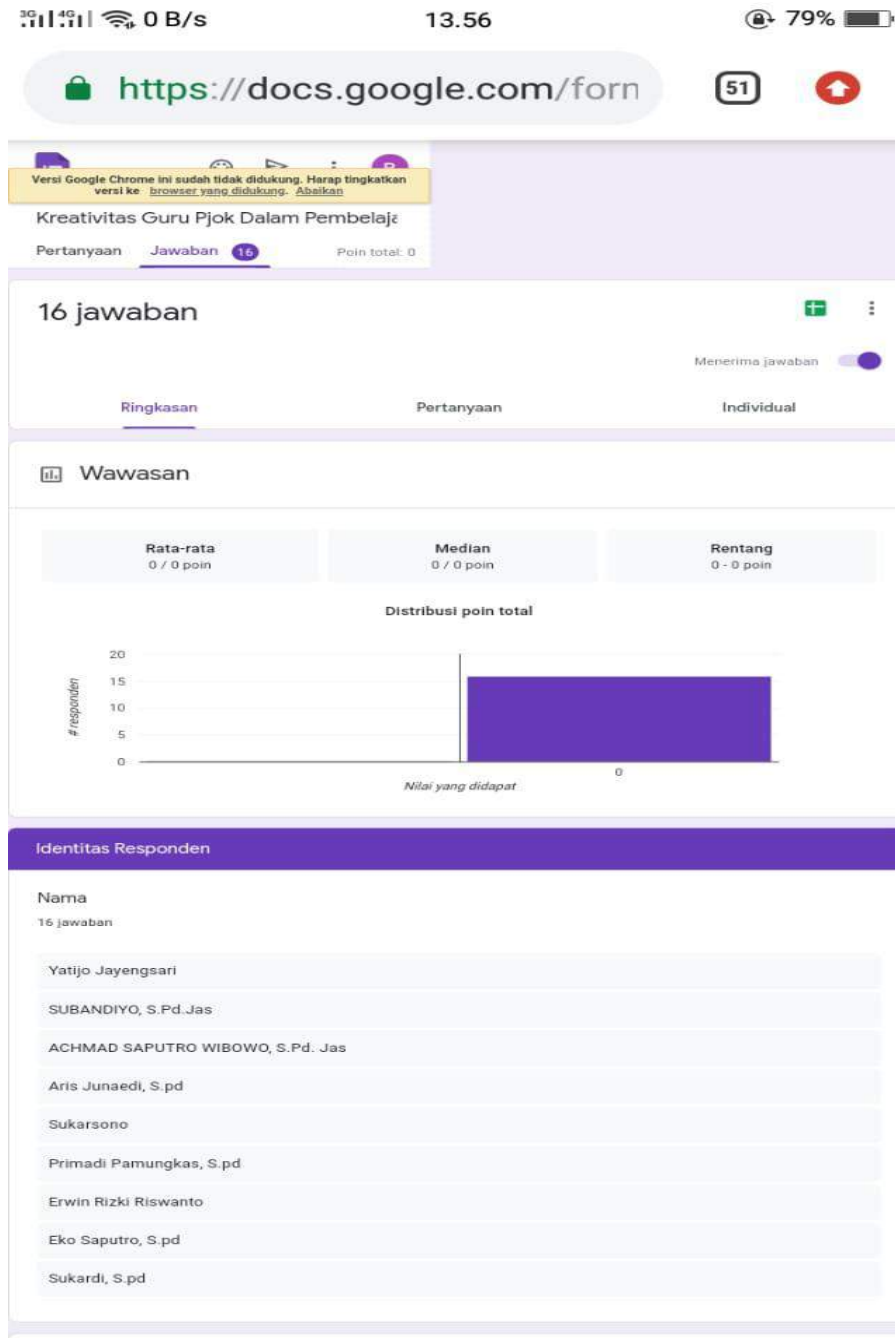 3G 4G 0 B/s 13.56 79%
https://docs.google.com/forn 51
Versi Google Chrome ini sudah tidak didukung. Harap tingkatkan
versi ke browser yang didukung. Abaikan
Kreativitas Guru Pjok Dalam Pembelaja
Pertanyaan Jawaban 16 Poin total: 0
16 jawaban
Menerima jawaban
Ringkasan Pertanyaan Individual
Wawasan
Rata-rata Median Rentang
0 / 0 poin 0 / 0 poin 0 - 0 poin
Distribusi poin total
# responden
20
15
10
5
0
0
Nilai yang didapat
Identitas Responden
Nama
16 jawaban
Yatijo Jayengsari
SUBANDIYO, S.Pd.Jas
ACHMAD SAPUTRO WIBOWO, S.Pd. Jas
Aris Junaedi, S.pd
Sukarsono
Primadi Pamungkas, S.pd
Erwin Rizki Riswanto
Eko Saputro, S.pd
Sukardi, S.pd